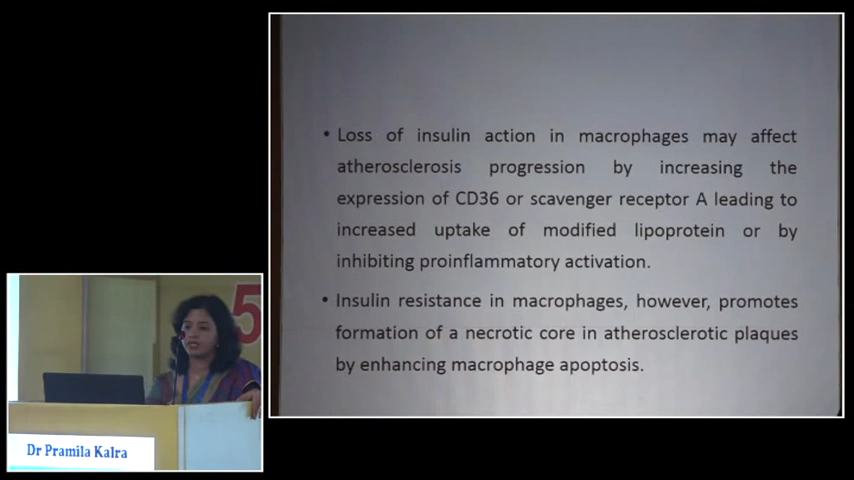 • Loss of insulin action in macrophages may affect
atherosclerosis progression by increasing the
expression of CD36 or scavenger receptor A leading to
increased uptake of modified lipoprotein or by
inhibiting proinflammatory activation.
• Insulin resistance in macrophages, however, promotes
formation of a necrotic core in atherosclerotic plaques
by enhancing macrophage apoptosis.
5
Dr Pramila Kalra